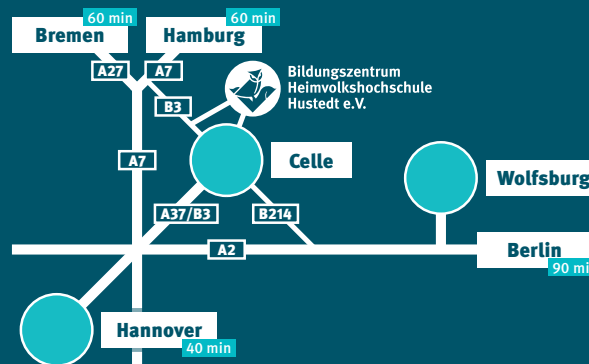 60 min
60 min
Bremen
Hamburg
A27
A7
Bildungszentrum
Heimvolkshochschule
Hustedt e.V.
B3
A7
Celle
Wolfsburg
A37/B3
B214
A2
Berlin
90 mi
Hannover
40 min